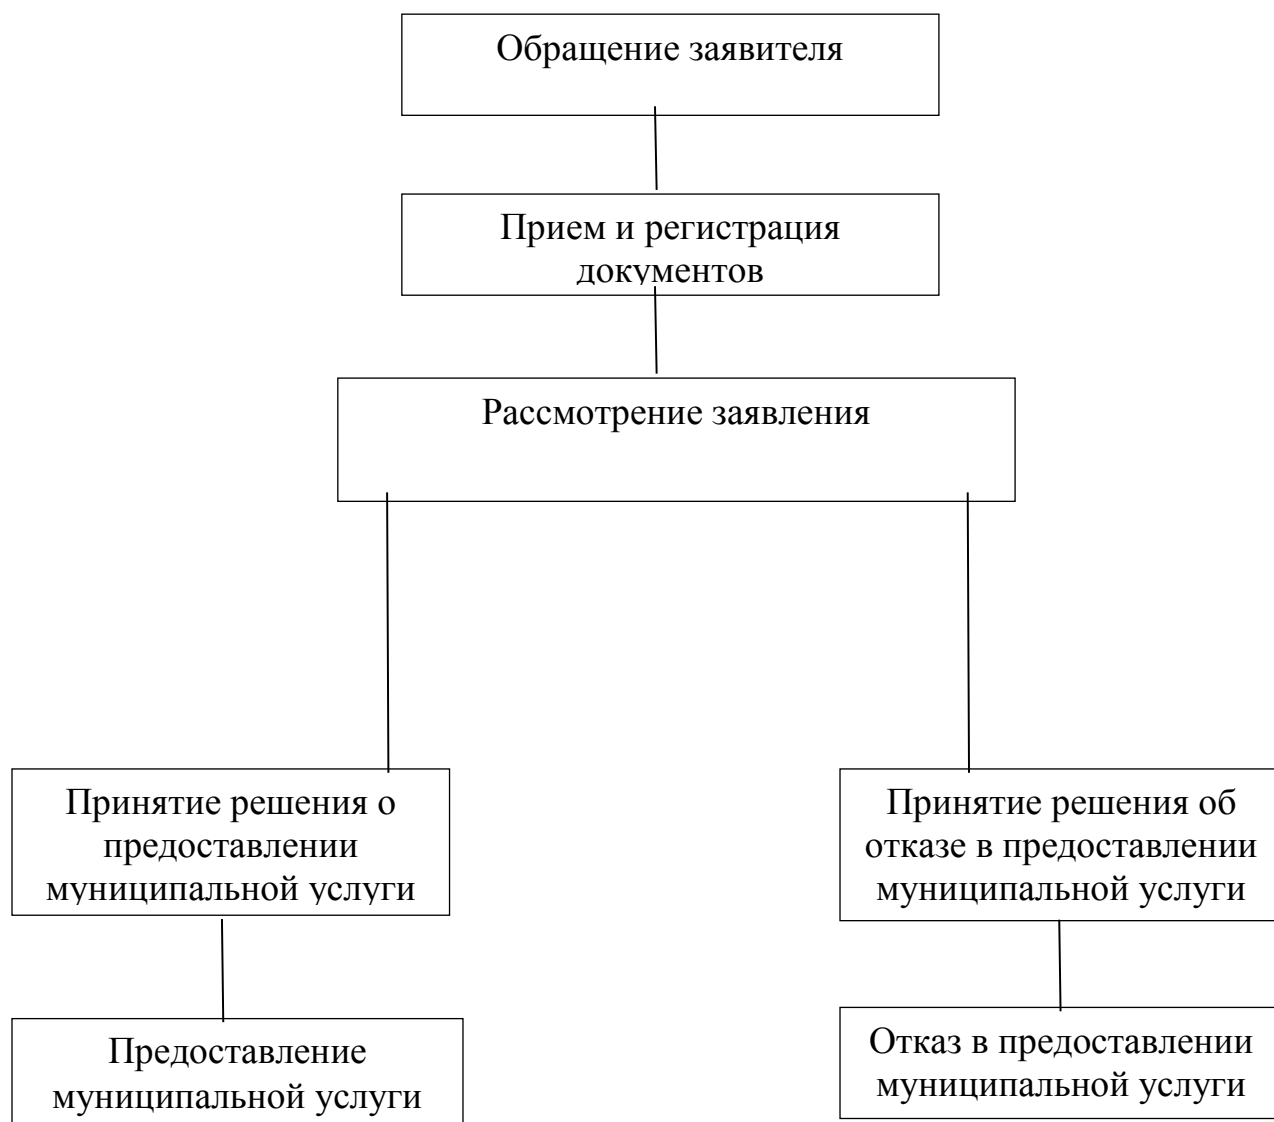 Обращение заявителя
Прием и регистрация
документов
Рассмотрение заявления
Принятие решения о
предоставлении
муниципальной услуги
Принятие решения об
отказе в предоставлении
муниципальной услуги
Предоставление
муниципальной услуги
Отказ в предоставлении
муниципальной услуги